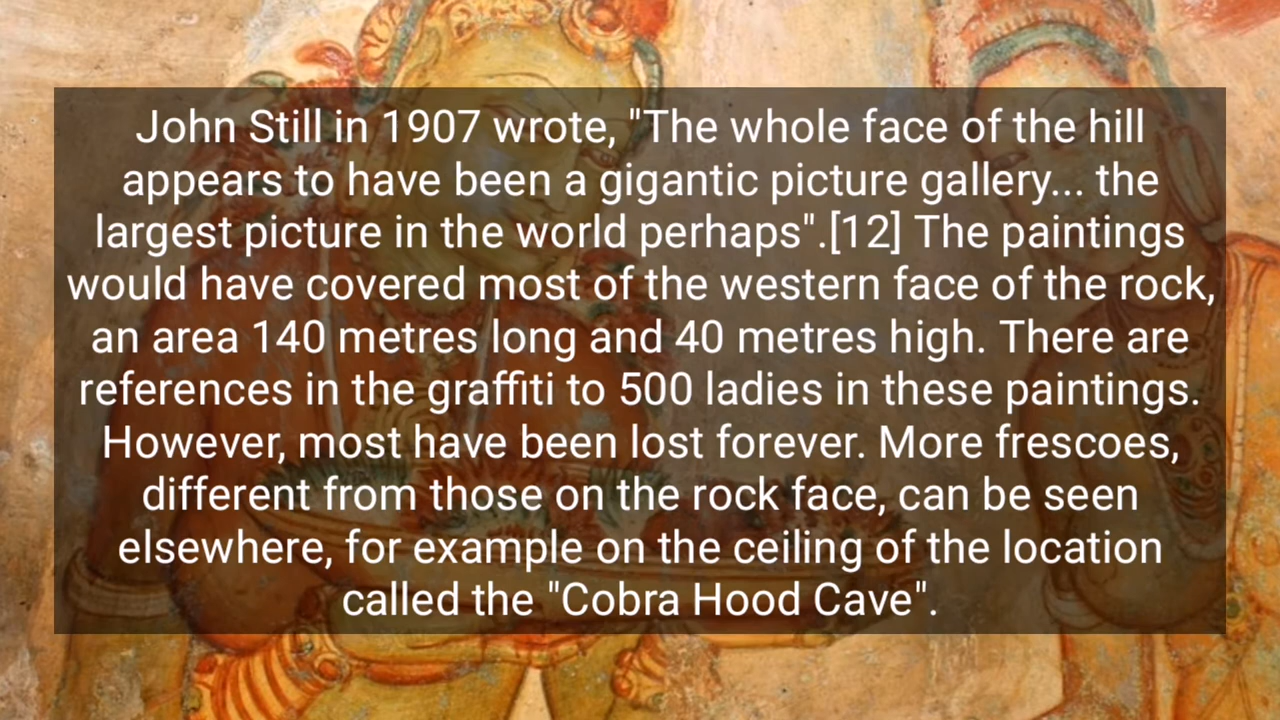 John Still in 1907 wrote, "The whole face of the hill
appears to have been a gigantic picture gallery... the
largest picture in the world perhaps".[12] The paintings
would have covered most of the western face of the rock,
an area 140 metres long and 40 metres high. There are
references in the graffiti to 500 ladies in these paintings.
However, most have been lost forever. More frescoes,
different from those on the rock face, can be seen
elsewhere, for example on the ceiling of the location
called the "Cobra Hood Cave".